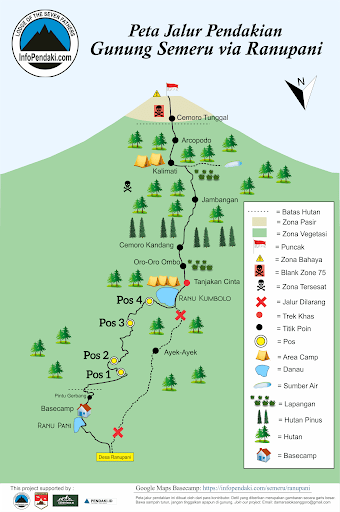 LODGE OF THE SEVEN FATHERS
InfoPendaki.com
Peta Jalur Pendakian
Gunung Semeru via Ranupani
N
Cemoro Tunggal
Arcopodo
Kalimati
Jambangan
Cemoro Kandang
Oro-Oro Ombo
Tanjakan Cinta
Pos 4
Ranu Kumbolo
Pos 3
Pos 2
Ayek-Ayek
Pos 1
Pintu Gerbang
Basecamp
Ranu Pani
Desa Ranupani
= Batas Hutan
= Zona Pasir
= Zona Vegetasi
= Puncak
= Zona Bahaya
= Blank Zone 75
= Zona Tersesat
= Jalur Dilarang
= Trek Khas
= Titik Poin
= Pos
= Area Camp
= Danau
= Sumber Air
= Lapangan
= Hutan Pinus
= Hutan
= Basecamp
This project supported by :
PENDAKI.ID
Google Maps Basecamp: https://infopendaki.com/semeru/ranupani